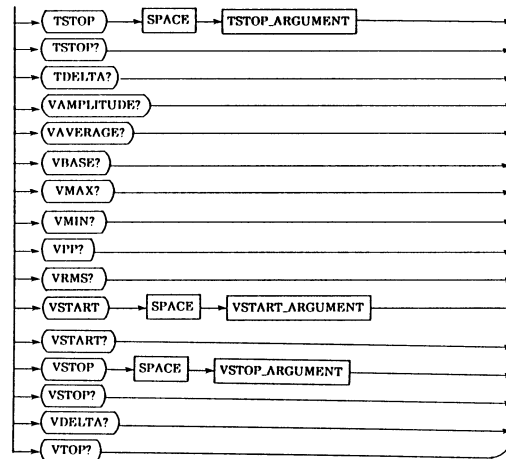 TSTOP SPACE TSTOP_ARGUMENT
TSTOP?
TDELTA?
VAMPLITUDE?
VAVERAGE?
VBASE?
VMAX?
VMIN?
VPP?
VRMS?
VSTART SPACE VSTART_ARGUMENT
VSTART?
VSTOP SPACE VSTOP_ARGUMENT
VSTOP?
VDELTA?
VTOP?